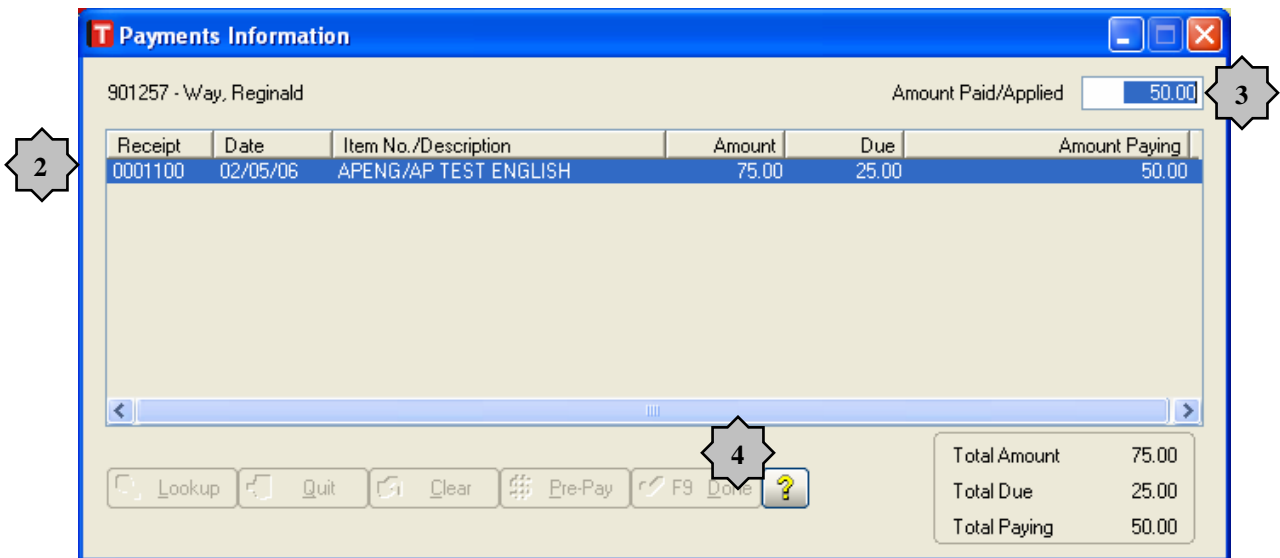 T Payments Information
901257 - Way, Reginald Amount Paid/Applied 50.00 3
Receipt Date Item No./Description Amount Due Amount Paying
2 0001100 02/05/06 APENG/AP TEST ENGLISH 75.00 25.00 50.00
4
Total Amount 75.00
Lookup Quit Clear Pre-Pay F9 Done ? Total Due 25.00
Total Paying 50.00